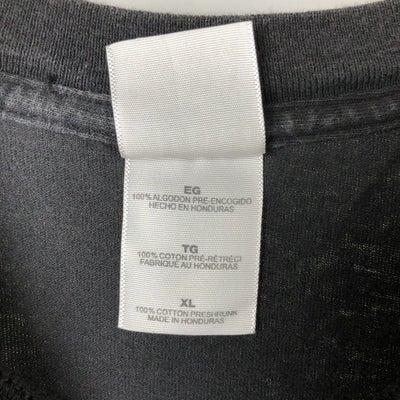 EG
100% ALGODON PRE-ENCOGIDO
HECHO EN HONDURAS
TG
100% COTON PRÉ-RÉTRÉCI
FABRIQUÉ AU HONDURAS
XL
100% COTTON PRESHRUNK
MADE IN HONDURAS